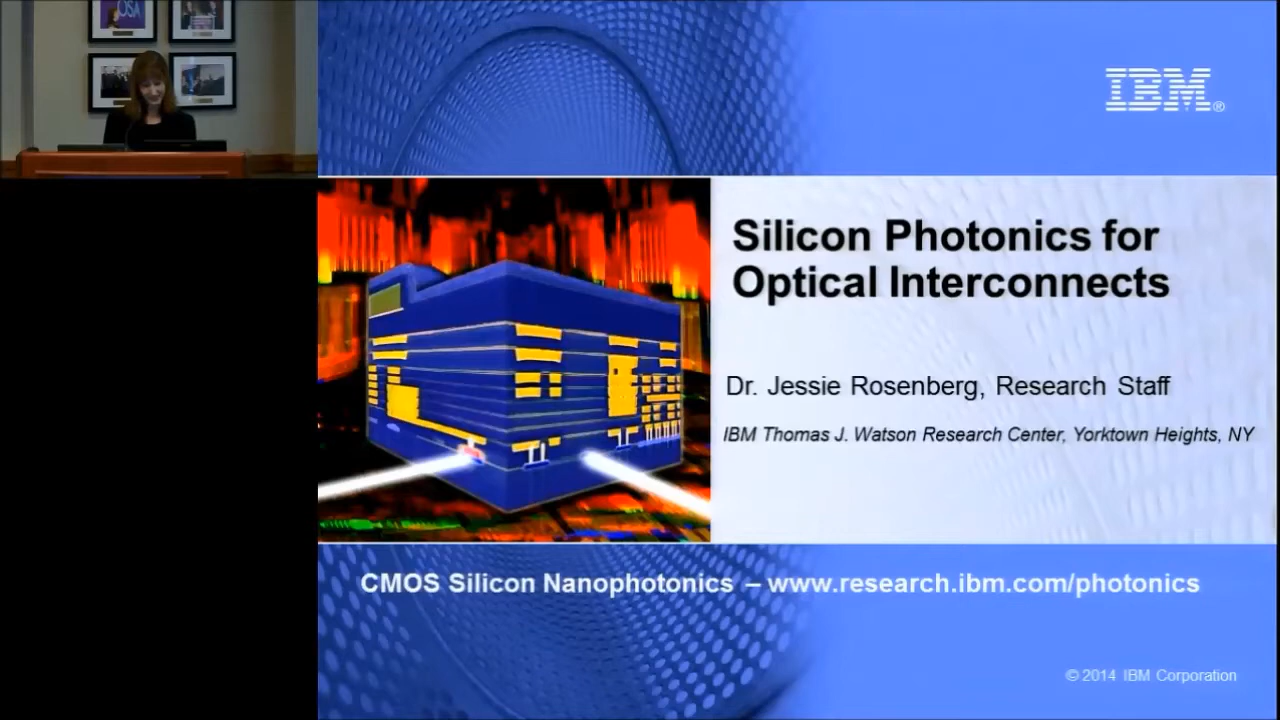 OSA
IBM®
Silicon Photonics for
Optical Interconnects
Dr. Jessie Rosenberg, Research Staff
IBM Thomas J. Watson Research Center, Yorktown Heights, NY
CMOS Silicon Nanophotonics – www.research.ibm.com/photonics
© 2014 IBM Corporation